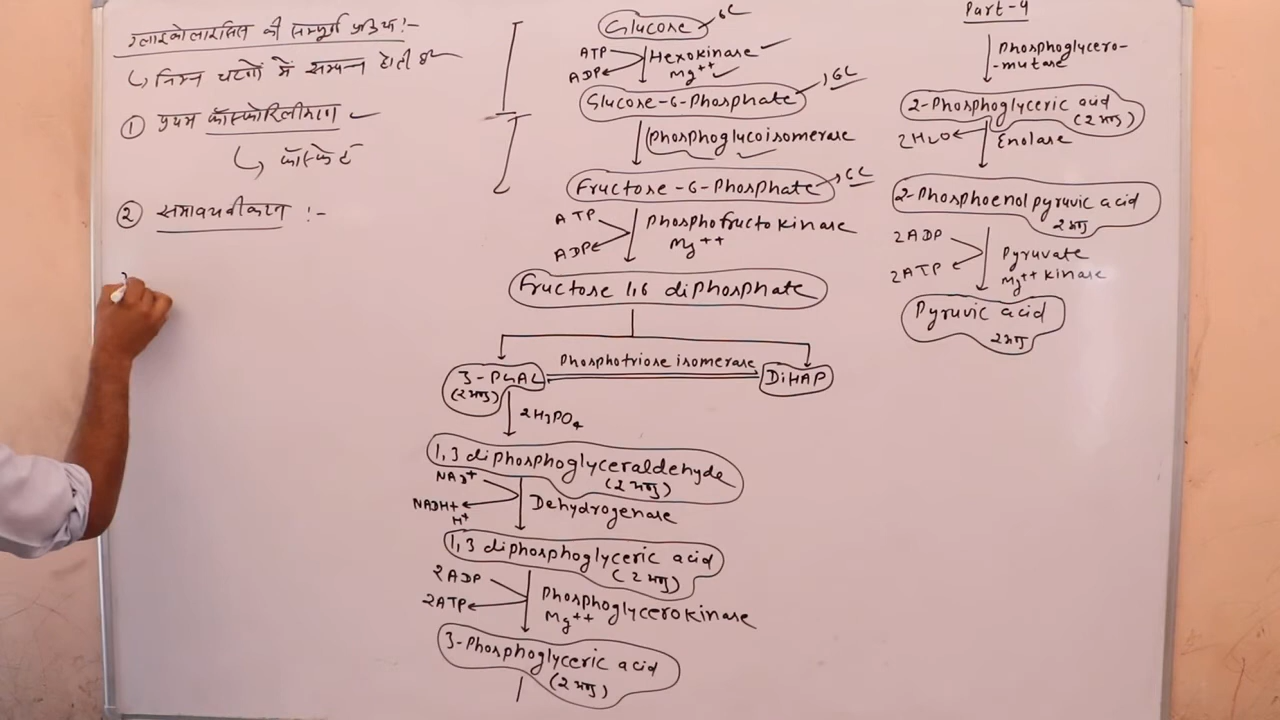 ग्लाइकोलाइसिस की सम्पूर्ण प्रक्रिया :-
निम्न चरणों में सम्पन्न होती है
① प्रथम फॉस्फोरिलीकरण
फॉस्फेट
② समावयवीकरण :-
Glucose 6C
ATP
ADP
Hexokinase
Mg++
Glucose-6-Phosphate 6C
Phosphoglucoisomerase
Fructose-6-Phosphate 6C
ATP
ADP
Phosphofructokinase
Mg++
Fructose 1,6 diphosphate
Phosphotriose isomerase
3-PGAL
(2 अणु)
DiHAP
2H3PO4
1,3 diphosphoglyceraldehyde
(2 अणु)
NAD+
NADH+
H+
Dehydrogenase
1,3 diphosphoglyceric acid
(2 अणु)
2ADP
2ATP
Phosphoglycerokinase
Mg++
3-Phosphoglyceric acid
(2 अणु)
Part-4
Phosphoglycero-
-mutase
2-Phosphoglyceric acid
(2 अणु)
2H2O
Enolase
2-Phosphoenolpyruvic acid
2 अणु
2ADP
2ATP
Pyruvate
Mg++ kinase
Pyruvic acid
2 अणु